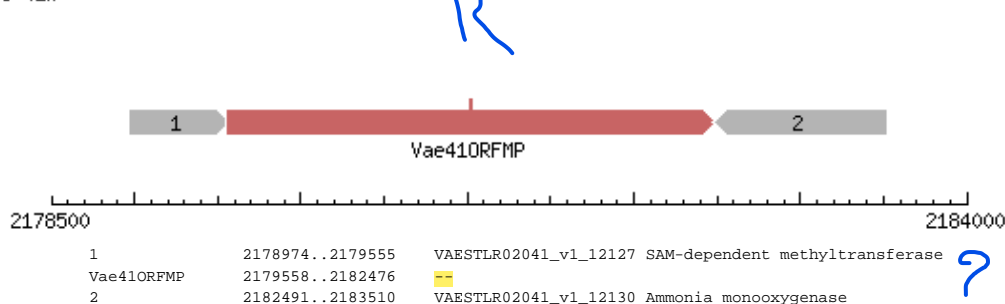 R
1 2
Vae41ORFMP
2178500 2184000
1 2178974..2179555 VAESTLR02041_v1_12127 SAM-dependent methyltransferase ?
Vae41ORFMP 2179558..2182476 --
2 2182491..2183510 VAESTLR02041_v1_12130 Ammonia monooxygenase